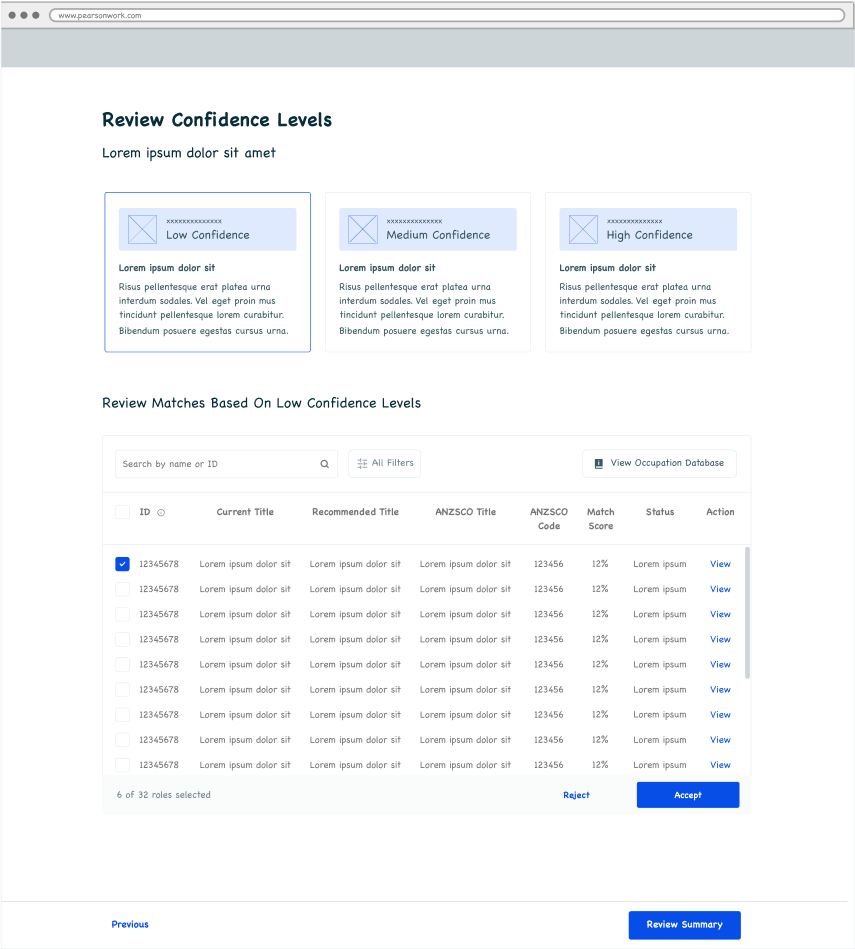 www.pearsonwork.com
Review Confidence Levels
Lorem ipsum dolor sit amet
xxxxxxxxxxxxxx
Low Confidence
Lorem ipsum dolor sit
Risus pellentesque erat platea urna
interdum sodales. Vel eget proin mus
tincidunt pellentesque lorem curabitur.
Bibendum posuere egestas cursus urna.
xxxxxxxxxxxxxx
Medium Confidence
Lorem ipsum dolor sit
Risus pellentesque erat platea urna
interdum sodales. Vel eget proin mus
tincidunt pellentesque lorem curabitur.
Bibendum posuere egestas cursus urna.
xxxxxxxxxxxxxx
High Confidence
Lorem ipsum dolor sit
Risus pellentesque erat platea urna
interdum sodales. Vel eget proin mus
tincidunt pellentesque lorem curabitur.
Bibendum posuere egestas cursus urna.
Review Matches Based On Low Confidence Levels
Search by name or ID All Filters View Occupation Database
ID Current Title Recommended Title ANZSCO Title ANZSCO Code Match Score Status Action
12345678 Lorem ipsum dolor sit Lorem ipsum dolor sit Lorem ipsum dolor sit 123456 12% Lorem ipsum View
12345678 Lorem ipsum dolor sit Lorem ipsum dolor sit Lorem ipsum dolor sit 123456 12% Lorem ipsum View
12345678 Lorem ipsum dolor sit Lorem ipsum dolor sit Lorem ipsum dolor sit 123456 12% Lorem ipsum View
12345678 Lorem ipsum dolor sit Lorem ipsum dolor sit Lorem ipsum dolor sit 123456 12% Lorem ipsum View
12345678 Lorem ipsum dolor sit Lorem ipsum dolor sit Lorem ipsum dolor sit 123456 12% Lorem ipsum View
12345678 Lorem ipsum dolor sit Lorem ipsum dolor sit Lorem ipsum dolor sit 123456 12% Lorem ipsum View
12345678 Lorem ipsum dolor sit Lorem ipsum dolor sit Lorem ipsum dolor sit 123456 12% Lorem ipsum View
12345678 Lorem ipsum dolor sit Lorem ipsum dolor sit Lorem ipsum dolor sit 123456 12% Lorem ipsum View
12345678 Lorem ipsum dolor sit Lorem ipsum dolor sit Lorem ipsum dolor sit 123456 12% Lorem ipsum View
6 of 32 roles selected Reject Accept
Previous Review Summary